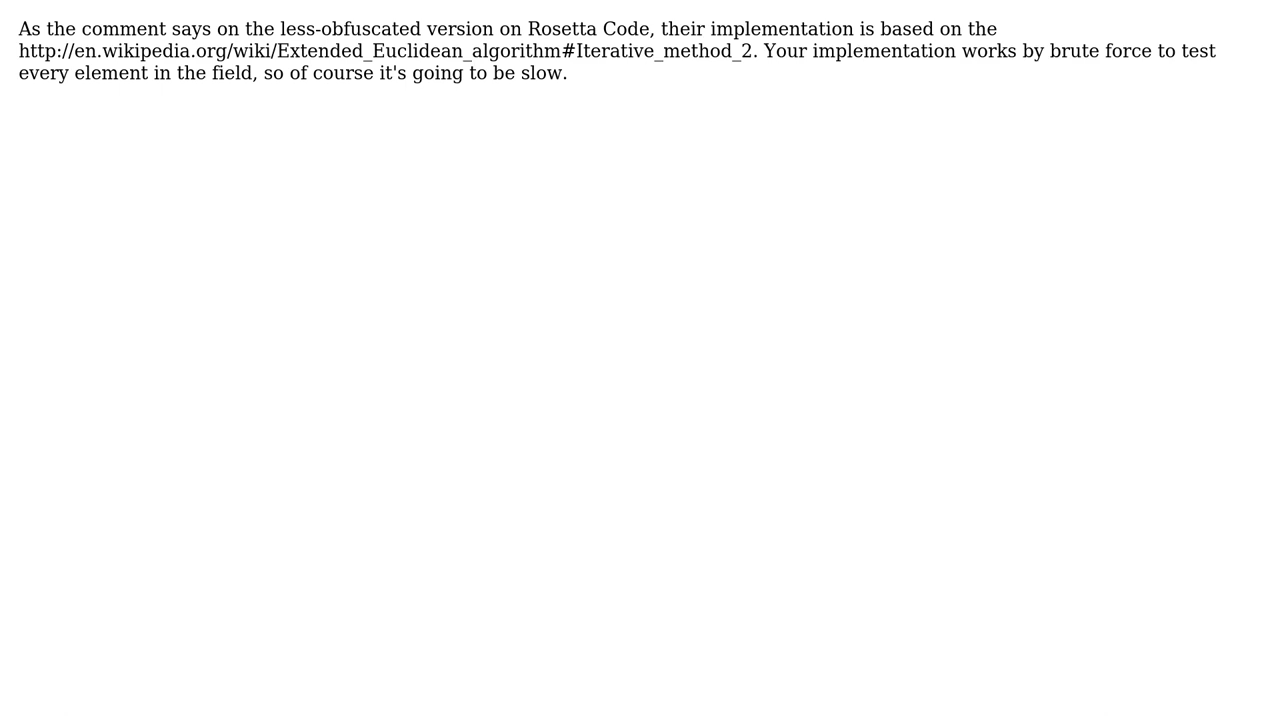 As the comment says on the less-obfuscated version on Rosetta Code, their implementation is based on the
http://en.wikipedia.org/wiki/Extended_Euclidean_algorithm#Iterative_method_2. Your implementation works by brute force to test
every element in the field, so of course it's going to be slow.